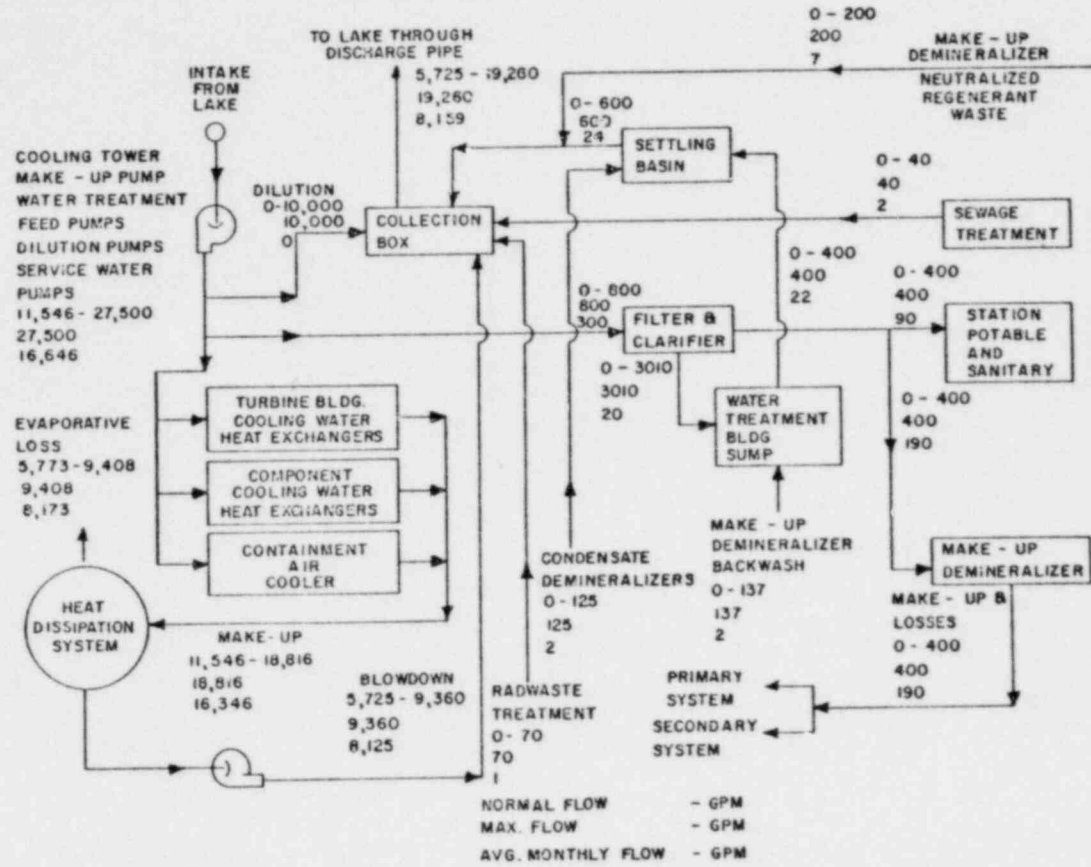 0 - 200
200
7
MAKE - UP
DEMINERALIZER
NEUTRALIZED
REGENERANT
WASTE
TO LAKE THROUGH
DISCHARGE PIPE
5,725 - 19,260
19,260
8,159
INTAKE
FROM
LAKE
0 - 600
600
24
SETTLING
BASIN
COOLING TOWER
MAKE - UP PUMP
WATER TREATMENT
FEED PUMPS
DILUTION PUMPS
SERVICE WATER
PUMPS
11,546 - 27,500
27,500
16,646
DILUTION
0-10,000
10,000
0
COLLECTION
BOX
0 - 40
40
2
SEWAGE
TREATMENT
0 - 400
400
22
0 - 400
400
90
STATION
POTABLE
AND
SANITARY
0 - 800
800
300
FILTER &
CLARIFIER
0 - 3010
3010
20
WATER
TREATMENT
BLDG
SUMP
0 - 400
400
190
EVAPORATIVE
LOSS
5,773 - 9,408
9,408
8,173
TURBINE BLDG.
COOLING WATER
HEAT EXCHANGERS
COMPONENT
COOLING WATER
HEAT EXCHANGERS
CONTAINMENT
AIR
COOLER
CONDENSATE
DEMINERALIZERS
0 - 125
125
2
MAKE - UP
DEMINERALIZER
BACKWASH
0 - 137
137
2
MAKE - UP
DEMINERALIZER
MAKE - UP &
LOSSES
0 - 400
400
190
HEAT
DISSIPATION
SYSTEM
MAKE - UP
11,546 - 18,816
18,816
16,346
BLOWDOWN
5,725 - 9,360
9,360
8,125
RADWASTE
TREATMENT
0 - 70
70
1
PRIMARY
SYSTEM
SECONDARY
SYSTEM
NORMAL FLOW - GPM
MAX. FLOW - GPM
AVG. MONTHLY FLOW - GPM